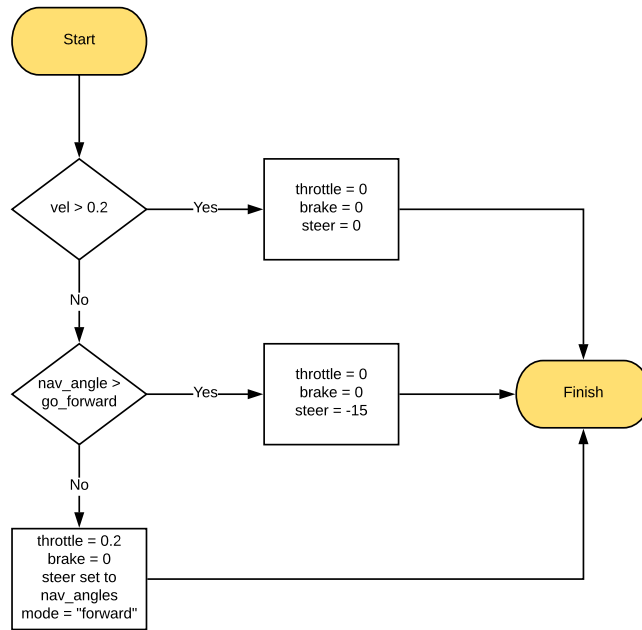 Start
vel > 0.2
Yes
throttle = 0
brake = 0
steer = 0
No
nav_angle >
go_forward
Yes
throttle = 0
brake = 0
steer = -15
Finish
No
throttle = 0.2
brake = 0
steer set to
nav_angles
mode = "forward"